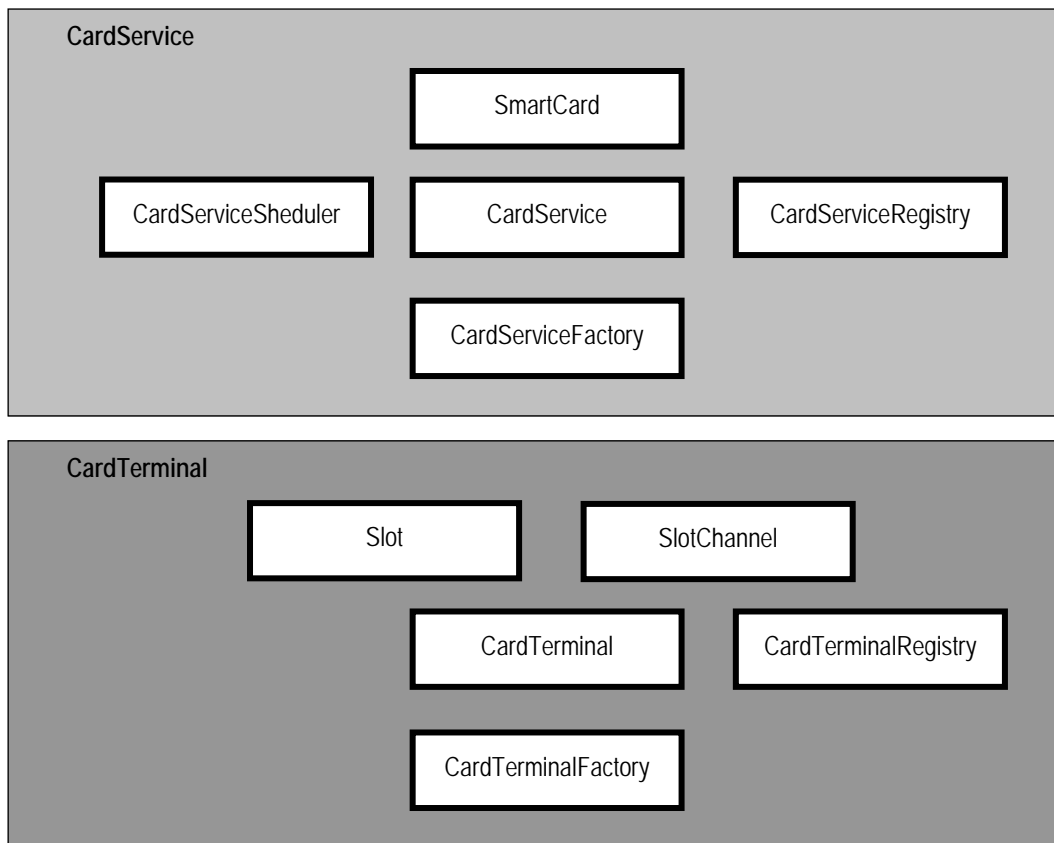 CardService
SmartCard
CardServiceSheduler
CardService
CardServiceRegistry
CardServiceFactory
CardTerminal
Slot
SlotChannel
CardTerminal
CardTerminalRegistry
CardTerminalFactory